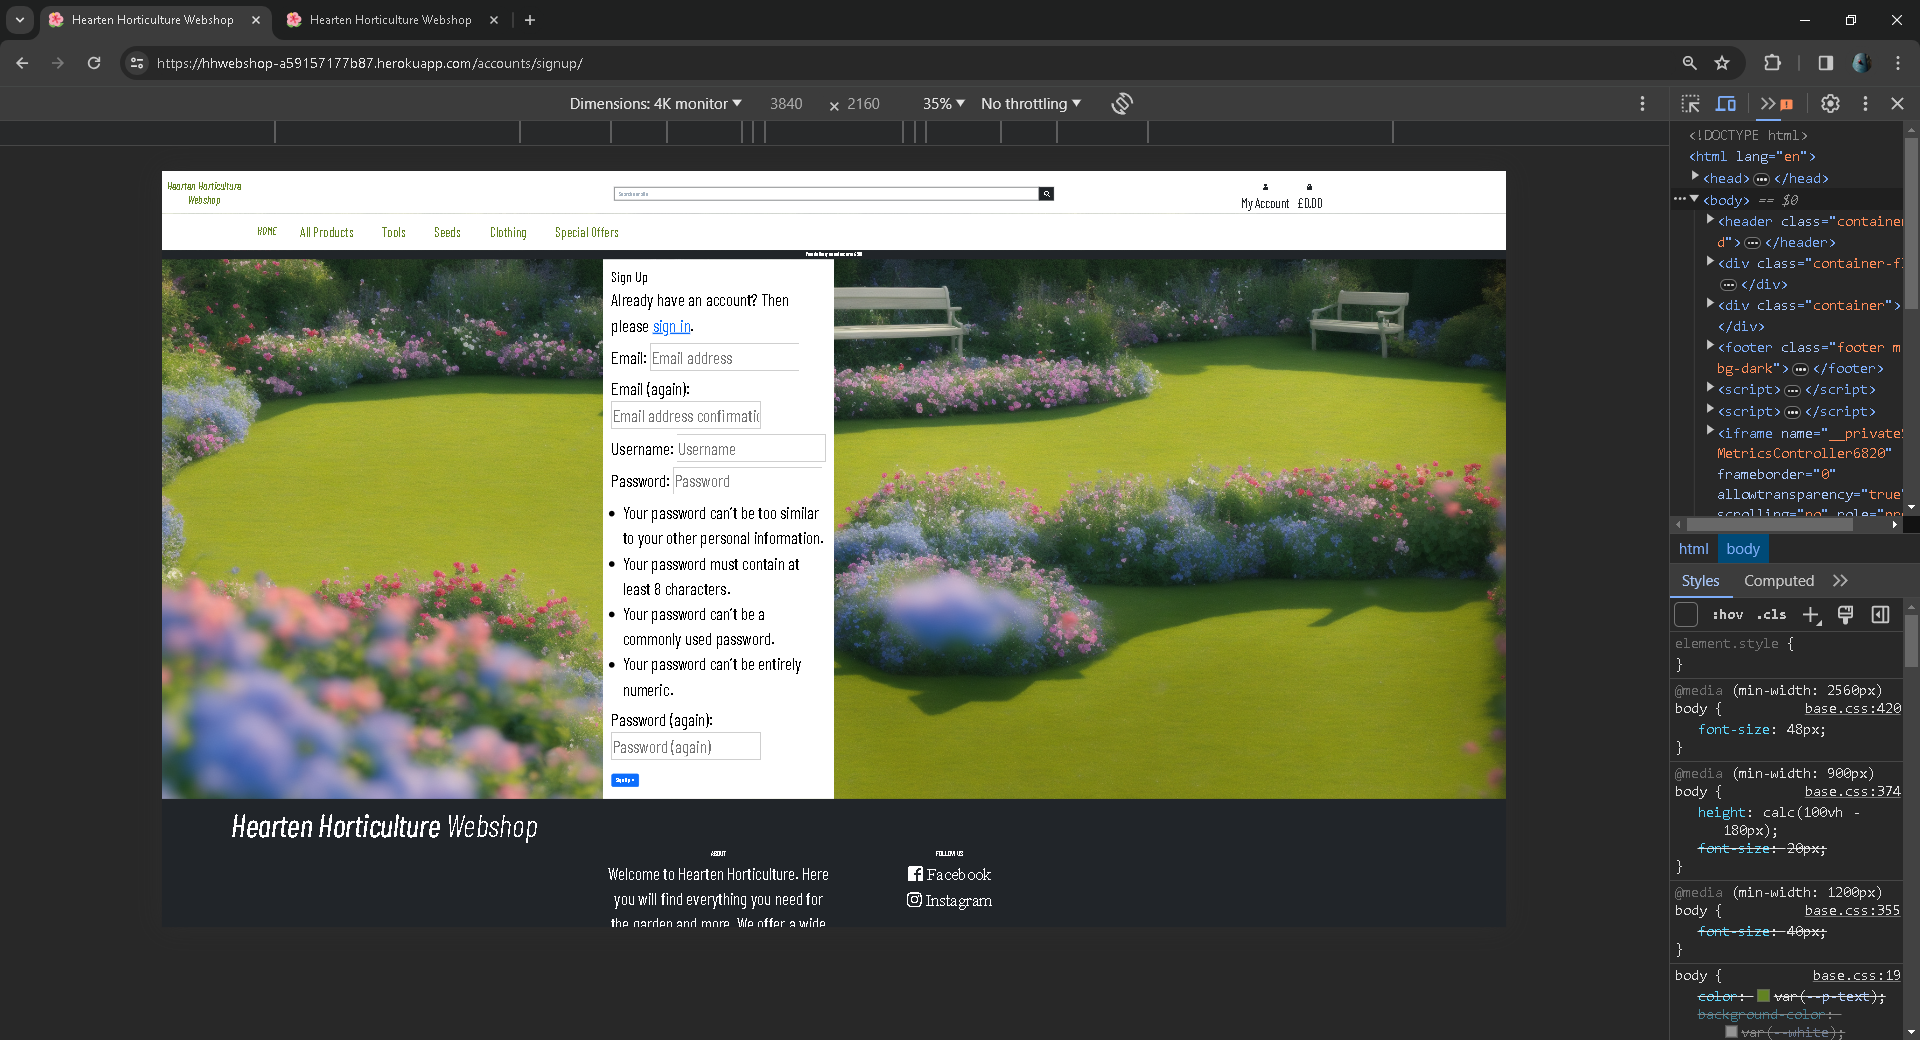 Hearten Horticulture Webshop
Hearten Horticulture Webshop
https://hhwebshop-a59157177b87.herokuapp.com/accounts/signup/
Dimensions: 4K monitor 3840 × 2160 35% No throttling
Hearten Horticulture
Webshop
My Account £0.00
HOME All Products Tools Seeds Clothing Special Offers
Sign Up
Already have an account? Then
please sign in.
Email: Email address
Email (again):
Email address confirmatio
Username: Username
Password: Password
Your password can't be too similar
to your other personal information.
Your password must contain at
least 8 characters.
Your password can't be a
commonly used password.
Your password can't be entirely
numeric.
Password (again):
Password (again)
Sign Up »
Hearten Horticulture Webshop
ABOUT
Welcome to Hearten Horticulture. Here
you will find everything you need for
the garden and more. We offer a wide
FOLLOW US
Facebook
Instagram
<!DOCTYPE html>
<html lang="en">
<head> ••• </head>
••• <body> == $0
<header class="container
d"> ••• </header>
<div class="container-f
••• </div>
<div class="container">
</div>
<footer class="footer m
bg-dark"> ••• </footer>
<script> ••• </script>
<script> ••• </script>
<iframe name="__privateS
MetricsController6820"
frameborder="0"
allowtransparency="true"
scrolling="no" role="pr
html body
Styles Computed
:hov .cls
element.style {
}
@media (min-width: 2560px)
body { base.css:420
font-size: 48px;
}
@media (min-width: 900px)
body { base.css:374
height: calc(100vh -
180px);
font-size: 20px;
}
@media (min-width: 1200px)
body { base.css:355
font-size: 40px;
}
body { base.css:19
color: var(--p-text);
background-color:
var(--white);